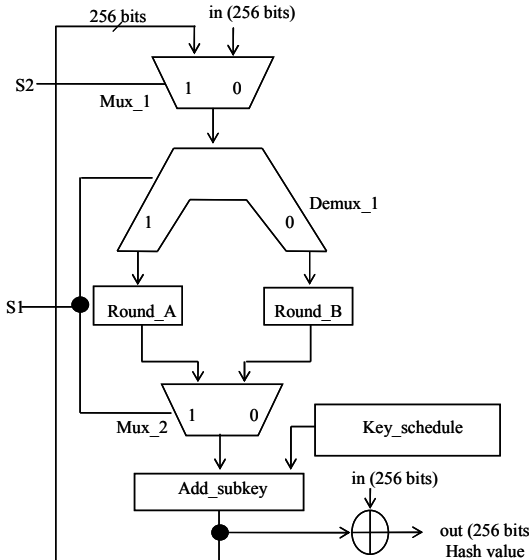 256 bits
in (256 bits)
S2
1 0
Mux_1
Demux_1
1 0
S1
Round_A
Round_B
1 0
Mux_2
Key_schedule
Add_subkey
in (256 bits)
out (256 bits
Hash value